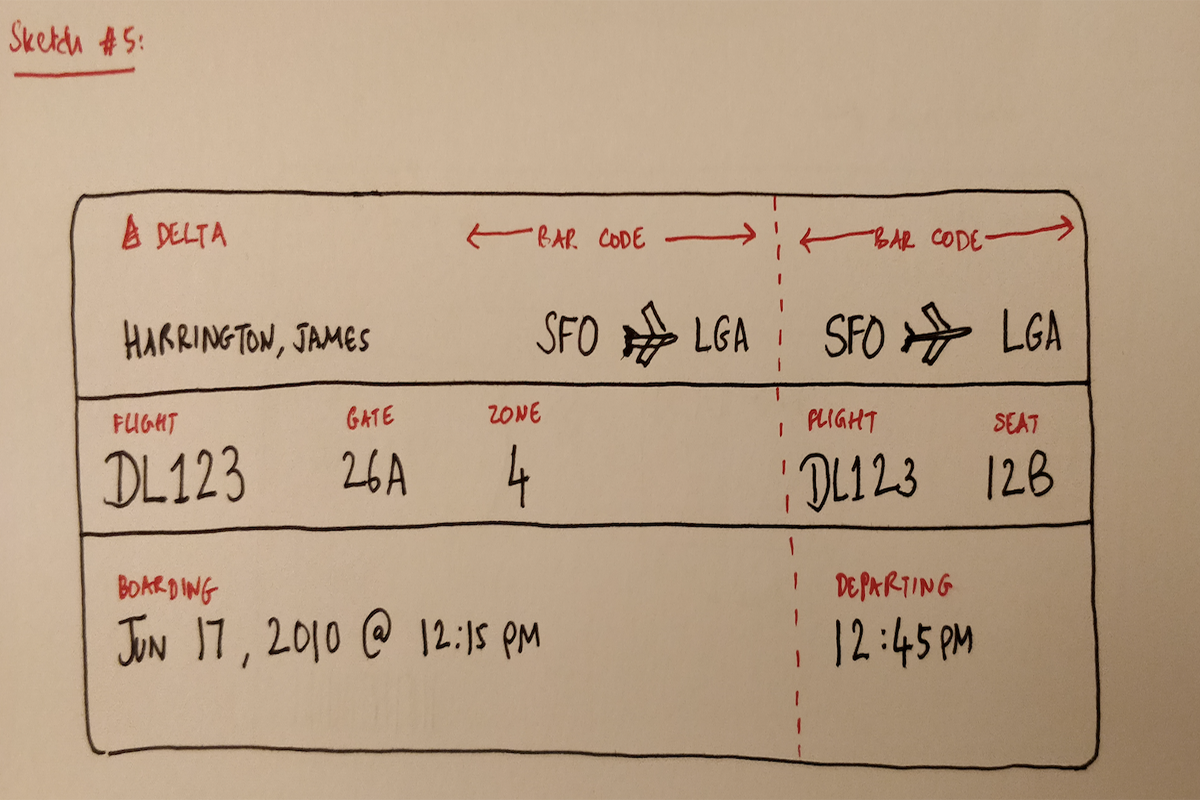 Sketch #5:
DELTA BAR CODE BAR CODE
HARRINGTON, JAMES SFO LGA SFO LGA
FLIGHT GATE ZONE FLIGHT SEAT
DL123 26A 4 DL123 12B
BOARDING DEPARTING
JUN 17, 2010 @ 12:15 PM 12:45 PM